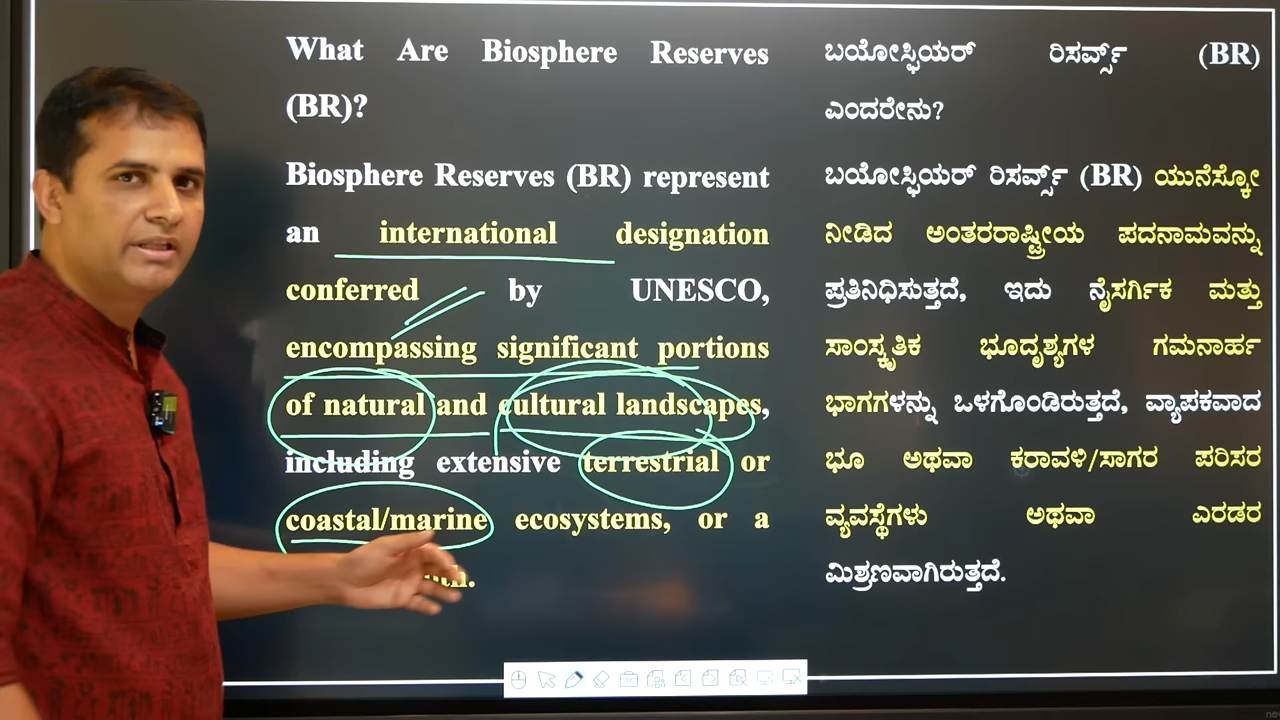 What Are Biosphere Reserves
(BR)?
Biosphere Reserves (BR) represent
an international designation
conferred by UNESCO,
encompassing significant portions
of natural and cultural landscapes,
including extensive terrestrial or
coastal/marine ecosystems, or a
ಬಯೋಸ್ಫಿಯರ್ ರಿಸರ್ವ್ಸ್ (BR)
ಎಂದರೇನು?
ಬಯೋಸ್ಫಿಯರ್ ರಿಸರ್ವ್ಸ್ (BR) ಯುನೆಸ್ಕೋ
ನೀಡಿದ ಅಂತರರಾಷ್ಟ್ರೀಯ ಪದನಾಮವನ್ನು
ಪ್ರತಿನಿಧಿಸುತ್ತದೆ, ಇದು ನೈಸರ್ಗಿಕ ಮತ್ತು
ಸಾಂಸ್ಕೃತಿಕ ಭೂದೃಶ್ಯಗಳ ಗಮನಾರ್ಹ
ಭಾಗಗಳನ್ನು ಒಳಗೊಂಡಿರುತ್ತದೆ, ವ್ಯಾಪಕವಾದ
ಭೂ ಅಥವಾ ಕರಾವಳಿ/ಸಾಗರ ಪರಿಸರ
ವ್ಯವಸ್ಥೆಗಳು ಅಥವಾ ಎರಡರ
ಮಿಶ್ರಣವಾಗಿರುತ್ತದೆ.